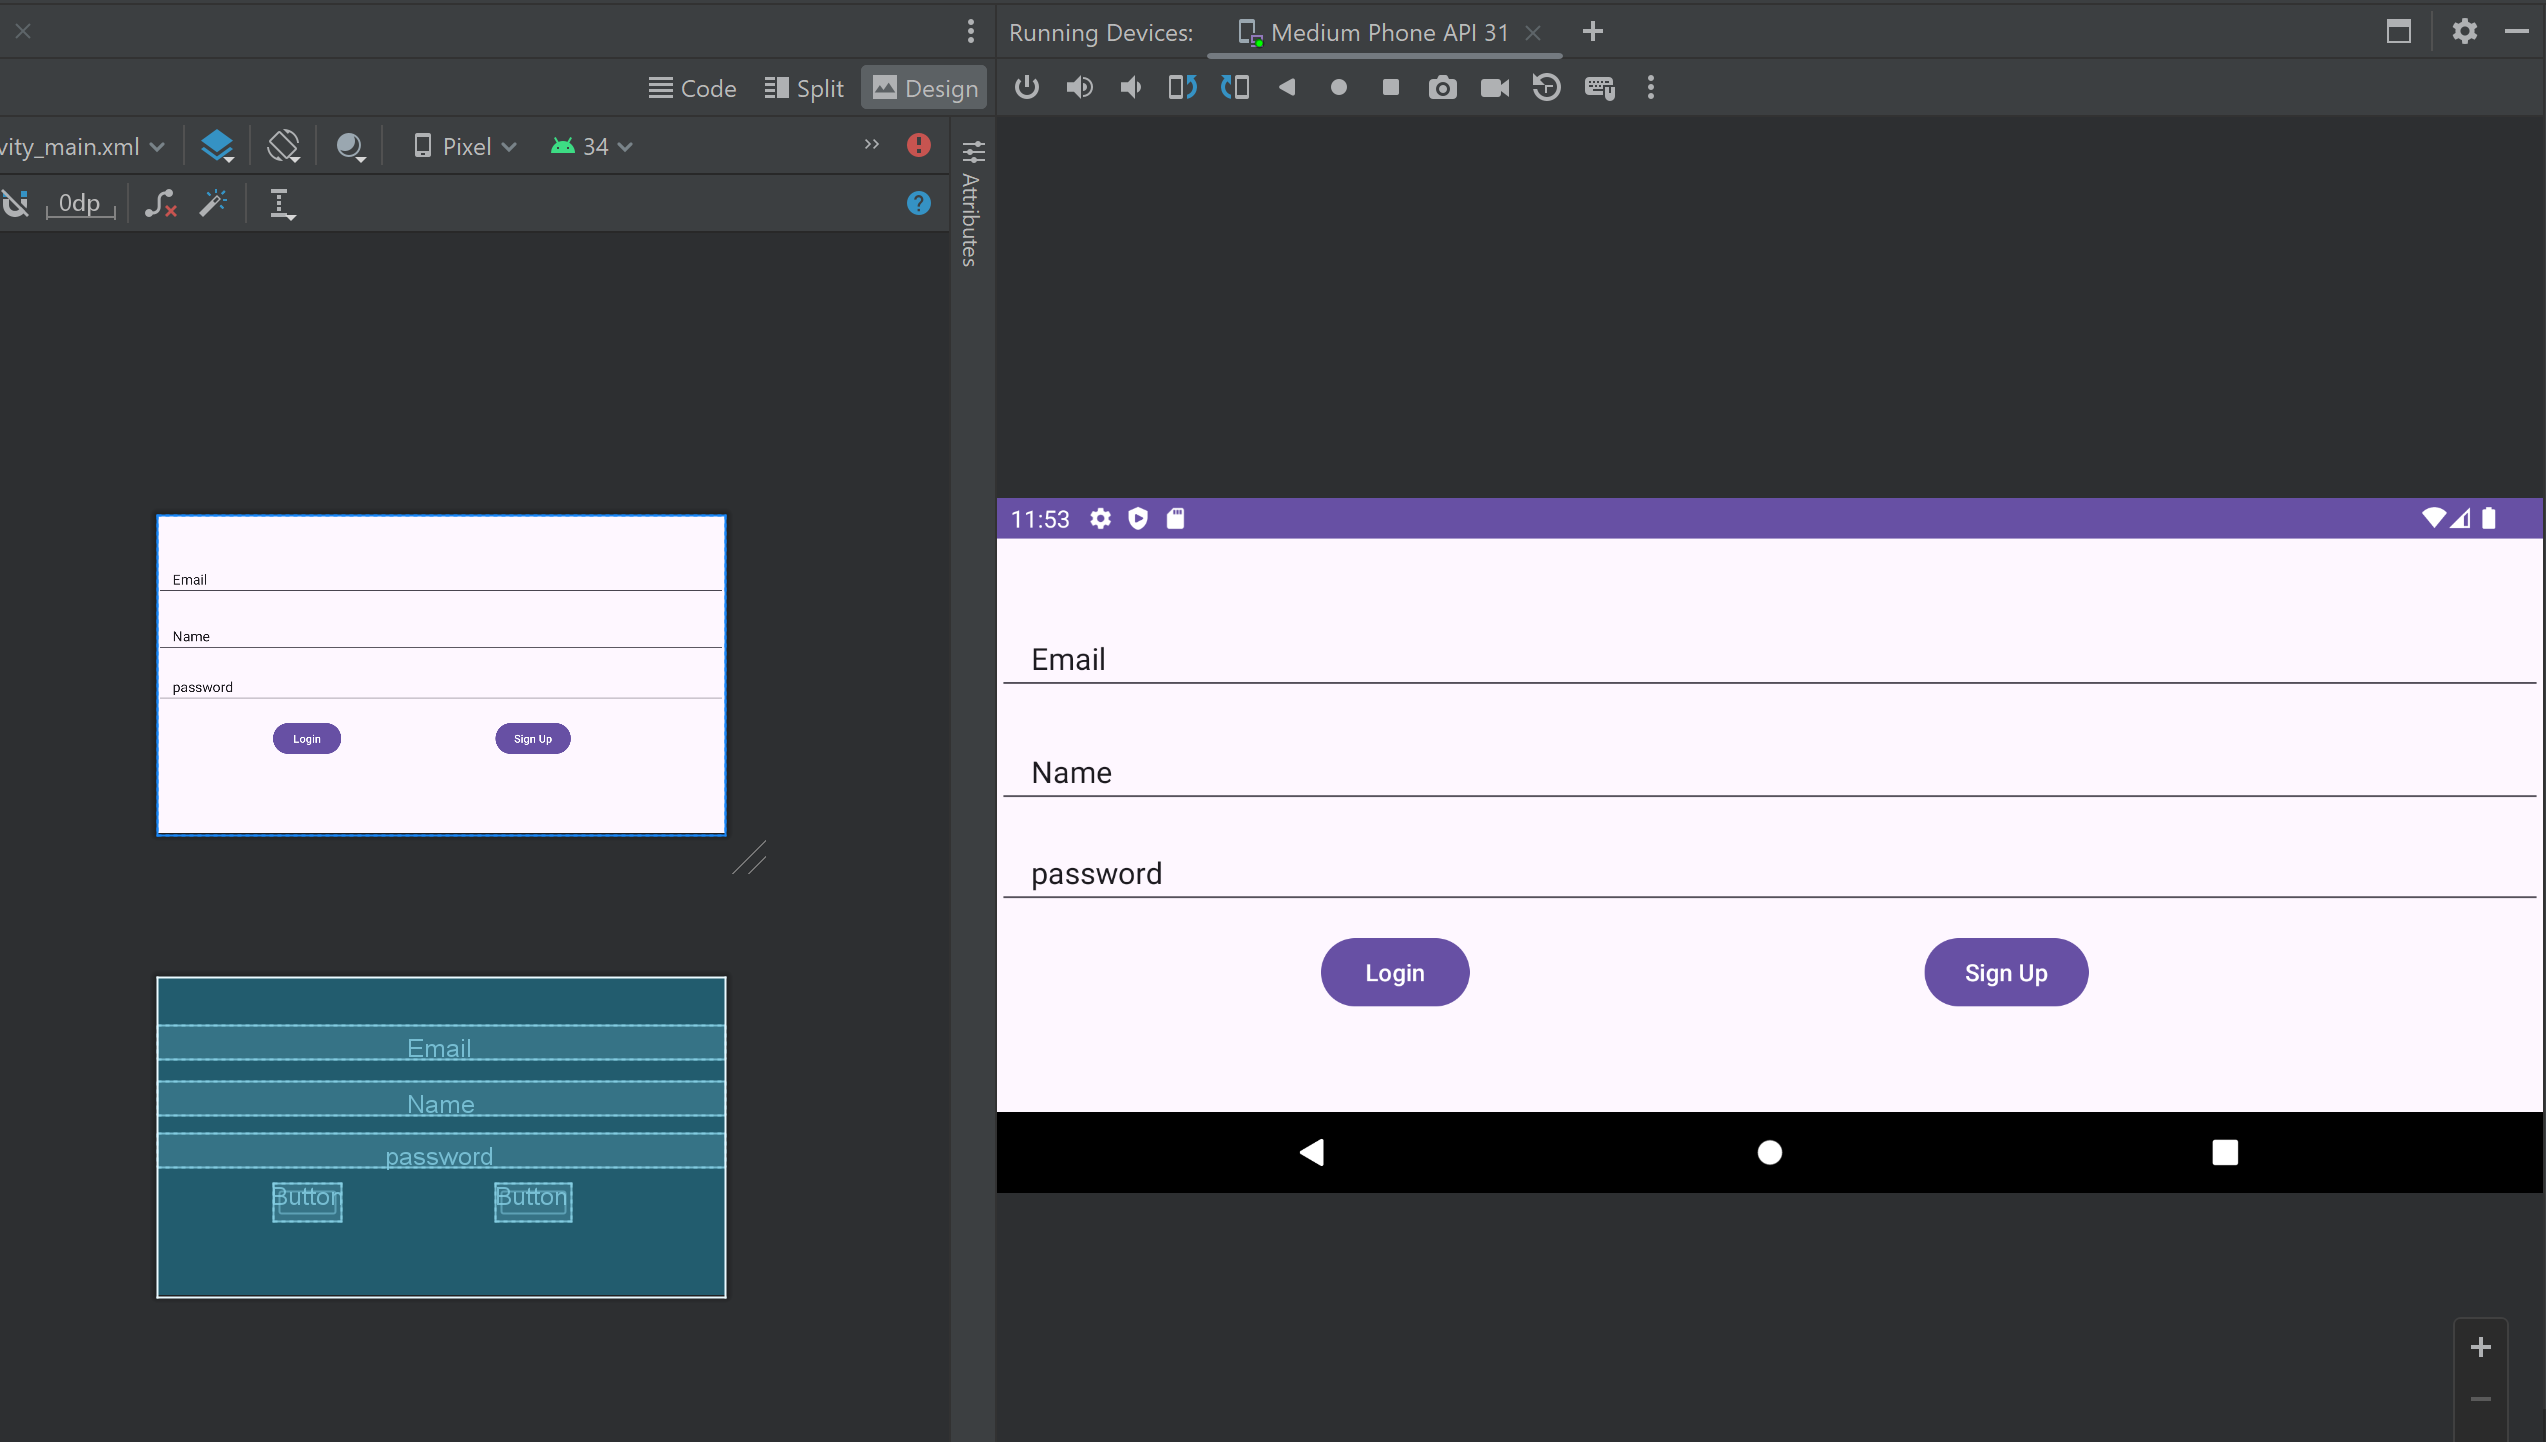 Running Devices: Medium Phone API 31
Code Split Design
vity_main.xml Pixel 34
0dp
Attributes
Email
Name
password
Login Sign Up
Email
Name
password
Button Button
11:53
Email
Name
password
Login Sign Up